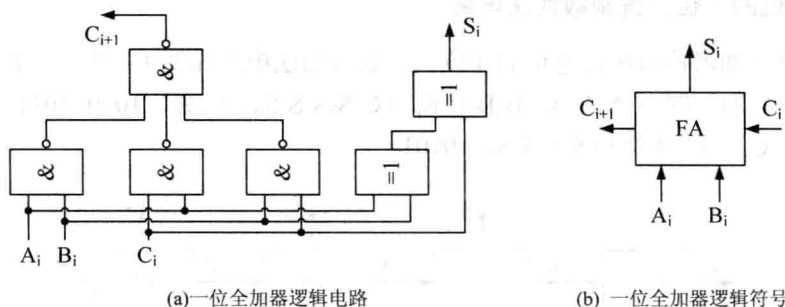 C_{i+1}
&
S_i
=1
&
&
&
=1
A_i B_i C_i
(a)一位全加器逻辑电路
S_i
C_{i+1}
FA
C_i
A_i
B_i
(b) 一位全加器逻辑符号